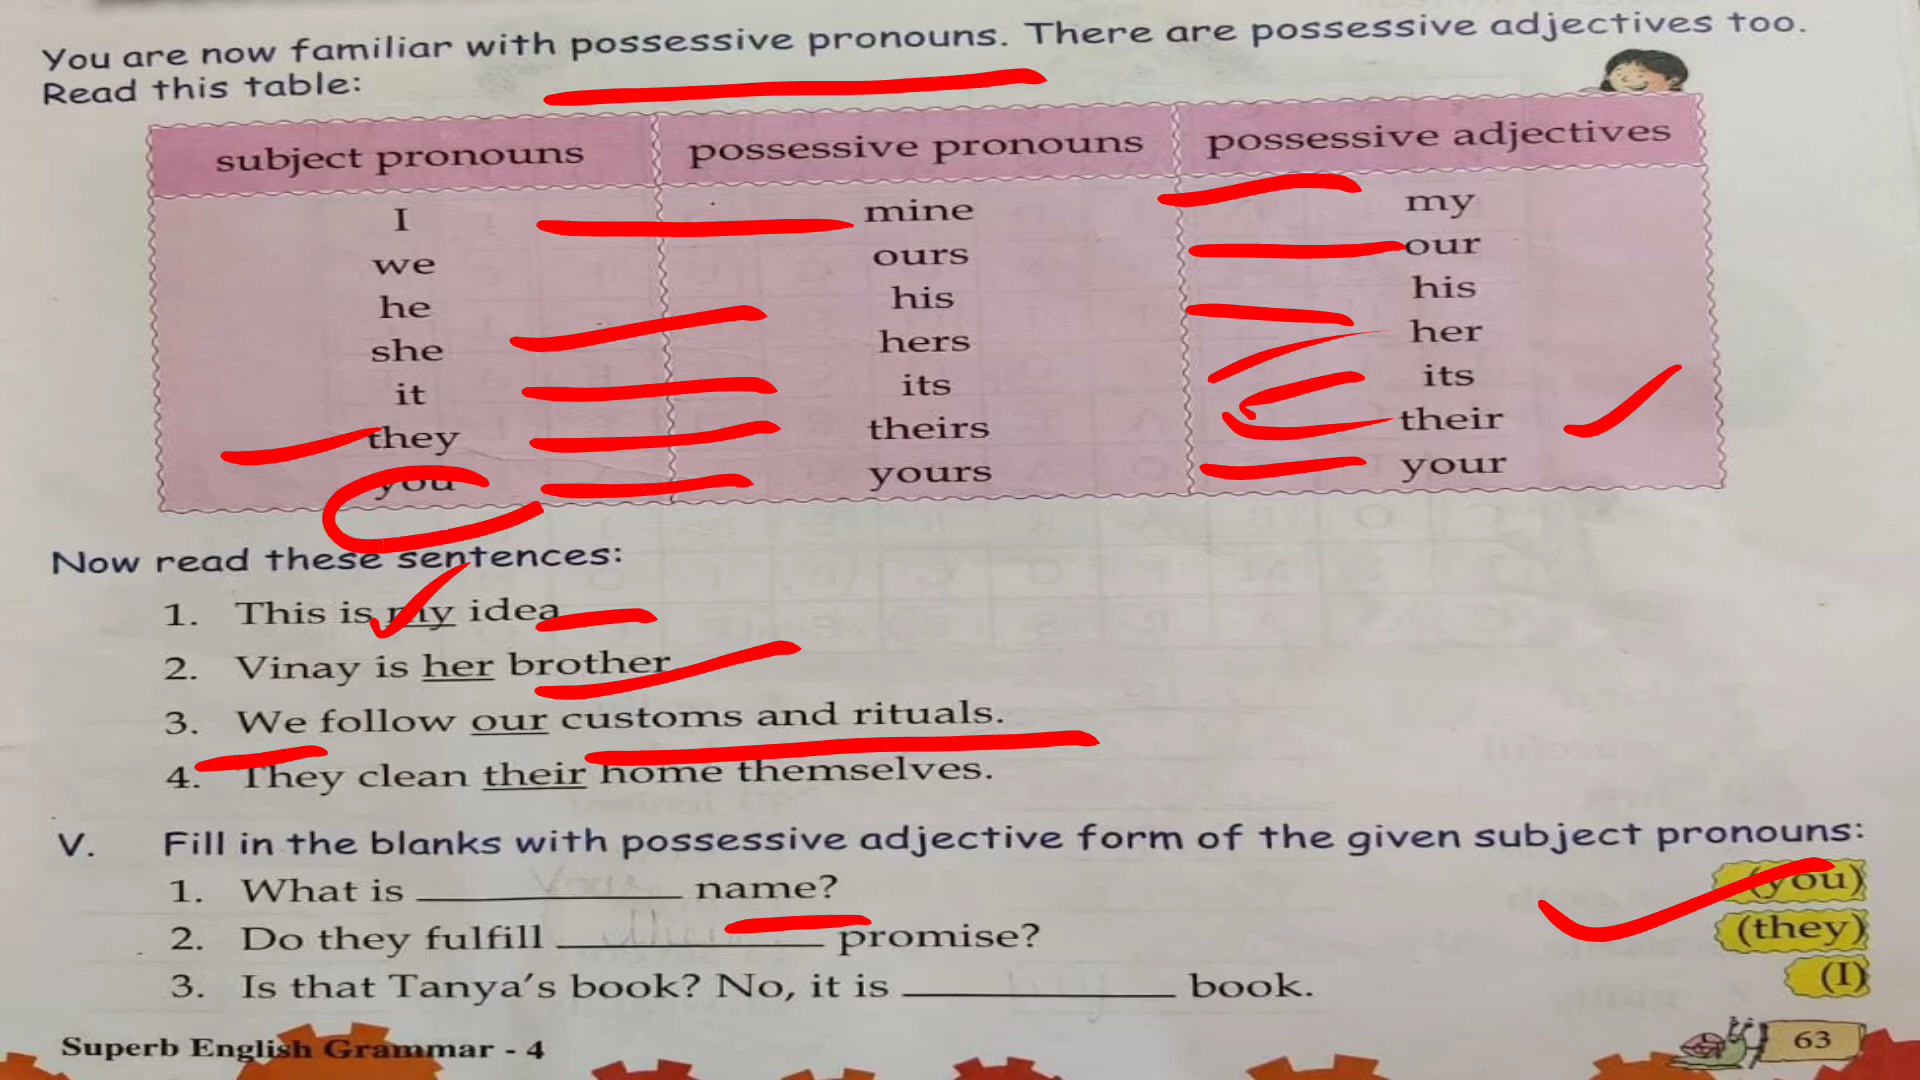 You are now familiar with possessive pronouns. There are possessive adjectives too.
Read this table:
subject pronouns possessive pronouns possessive adjectives
I mine my
we ours our
he his his
she hers her
it its its
they theirs their
you yours your
Now read these sentences:
1. This is my idea
2. Vinay is her brother
3. We follow our customs and rituals.
4. They clean their home themselves.
V. Fill in the blanks with possessive adjective form of the given subject pronouns:
1. What is __________ name? (you)
2. Do they fulfill __________ promise? (they)
3. Is that Tanya's book? No, it is __________ book. (I)
Superb English Grammar - 4 63